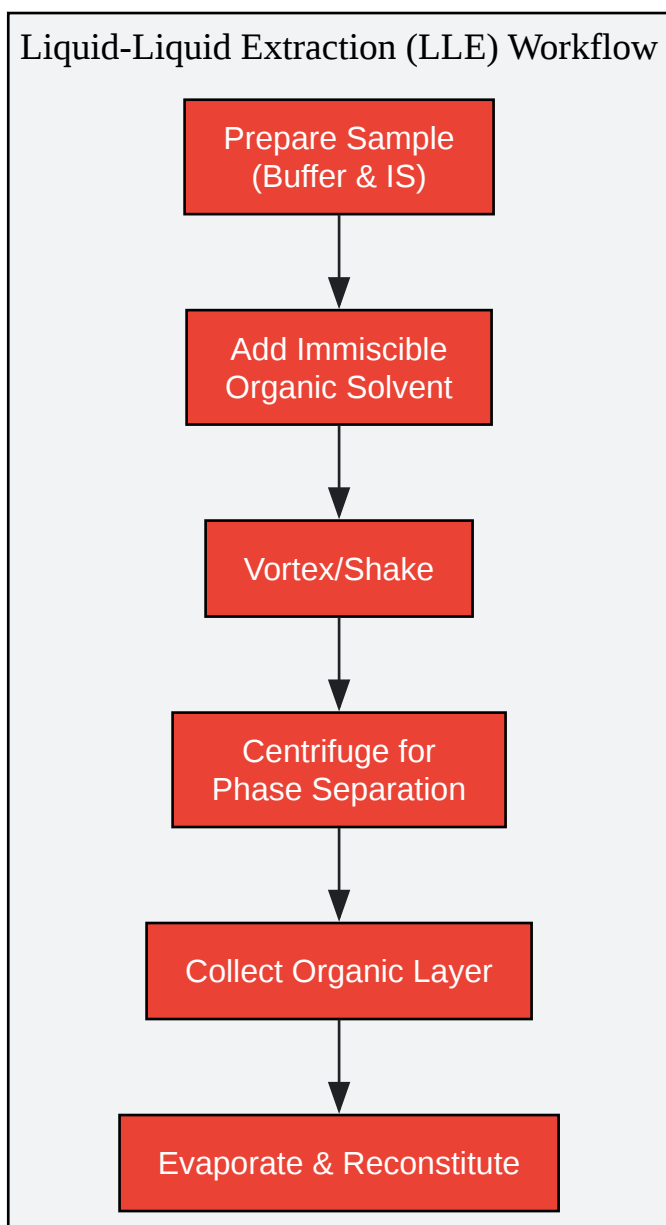 Liquid-Liquid Extraction (LLE) Workflow
Prepare Sample
(Buffer & IS)
Add Immiscible
Organic Solvent
Vortex/Shake
Centrifuge for
Phase Separation
Collect Organic Layer
Evaporate & Reconstitute